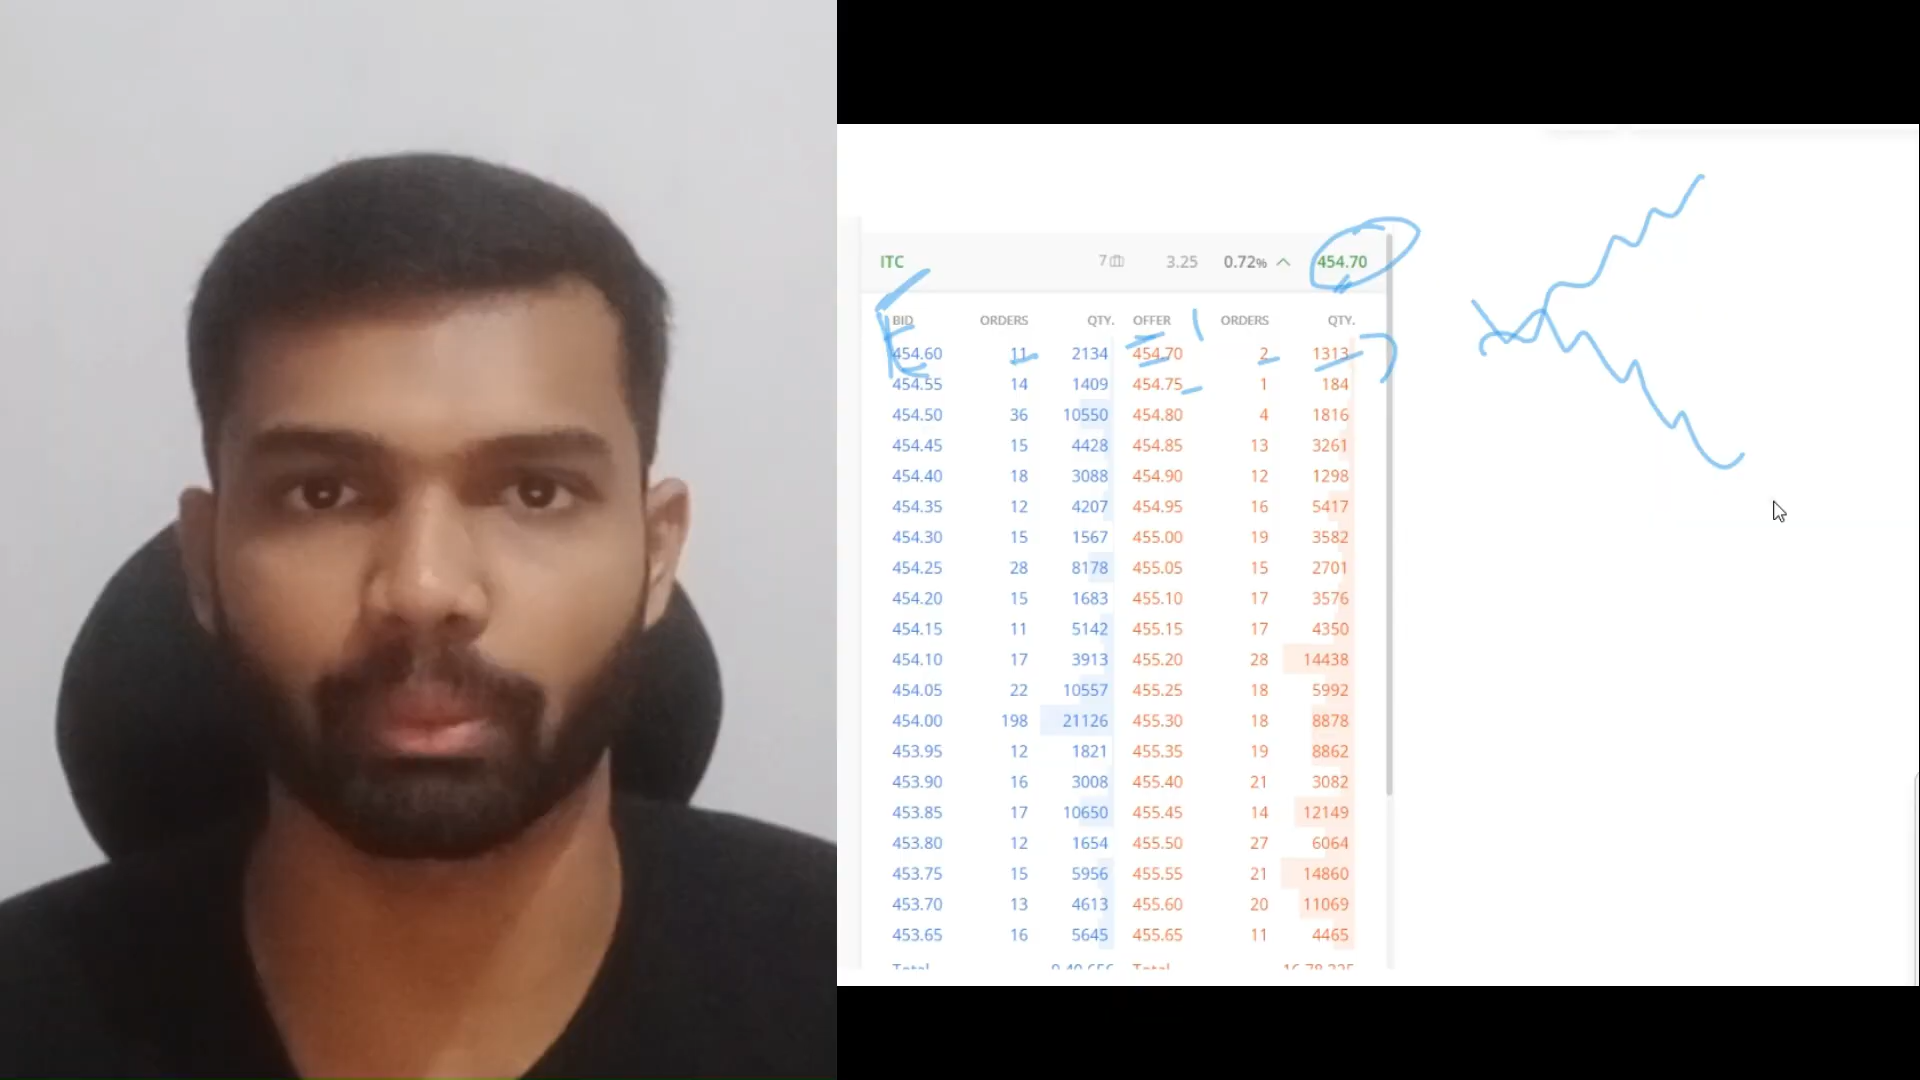 ITC 7 3.25 0.72% 454.70
BID ORDERS QTY. OFFER ORDERS QTY.
454.60 11 2134 454.70 2 1313
454.55 14 1409 454.75 1 184
454.50 36 10550 454.80 4 1816
454.45 15 4428 454.85 13 3261
454.40 18 3088 454.90 12 1298
454.35 12 4207 454.95 16 5417
454.30 15 1567 455.00 19 3582
454.25 28 8178 455.05 15 2701
454.20 15 1683 455.10 17 3576
454.15 11 5142 455.15 17 4350
454.10 17 3913 455.20 28 14438
454.05 22 10557 455.25 18 5992
454.00 198 21126 455.30 18 8878
453.95 12 1821 455.35 19 8862
453.90 16 3008 455.40 21 3082
453.85 17 10650 455.45 14 12149
453.80 12 1654 455.50 27 6064
453.75 15 5956 455.55 21 14860
453.70 13 4613 455.60 20 11069
453.65 16 5645 455.65 11 4465
Total Total